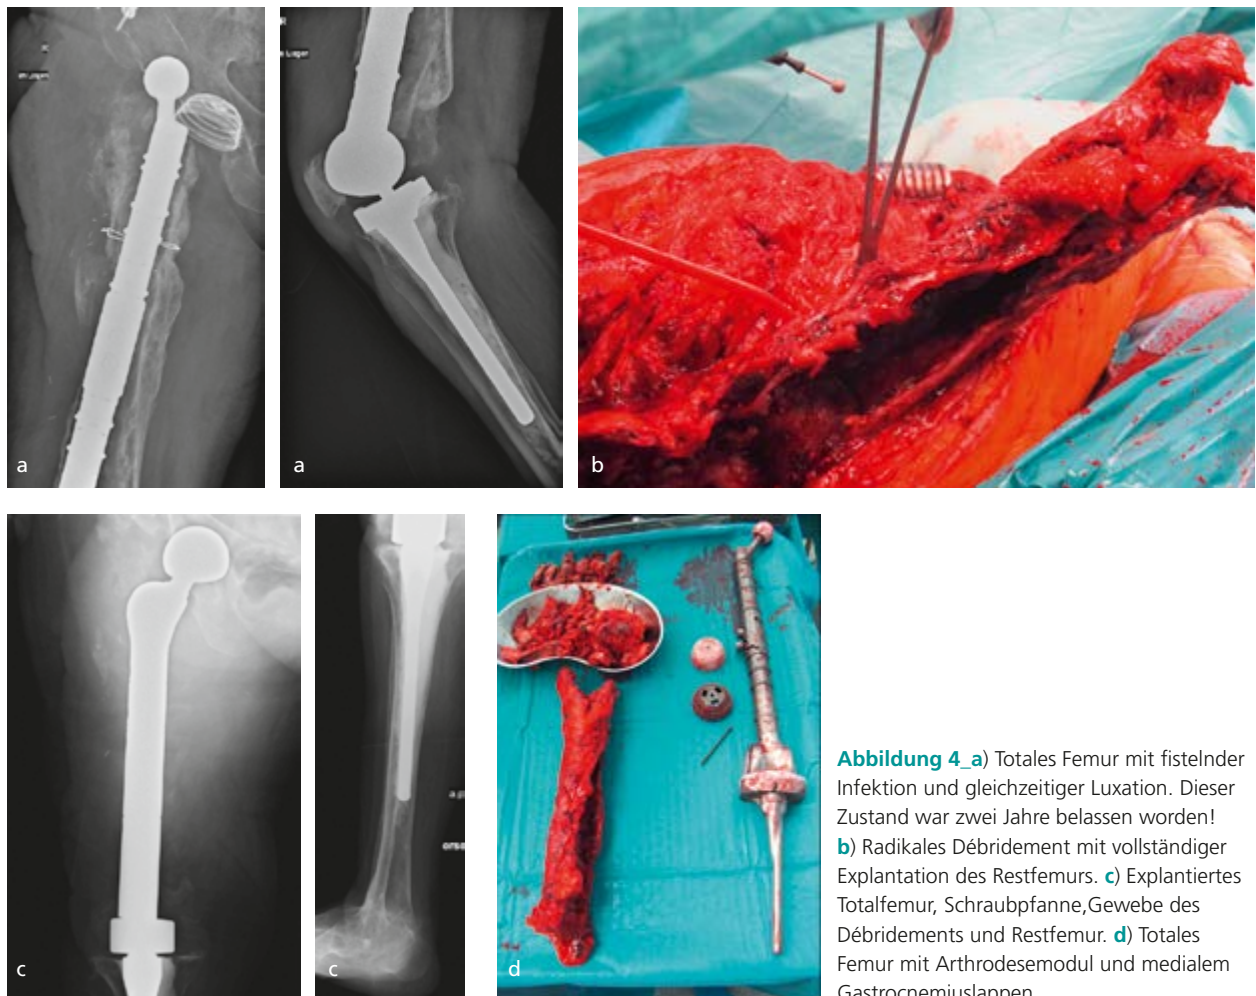 a
a
b
c
c
d
Abbildung 4_a) Totales Femur mit fistelnder
Infektion und gleichzeitiger Luxation. Dieser
Zustand war zwei Jahre belassen worden!
b) Radikales Débridement mit vollständiger
Explantation des Restfemurs. c) Explantiertes
Totalfemur, Schraubpfanne,Gewebe des
Débridements und Restfemur. d) Totales
Femur mit Arthrodesemodul und medialem
Gastrocnemiuslappen